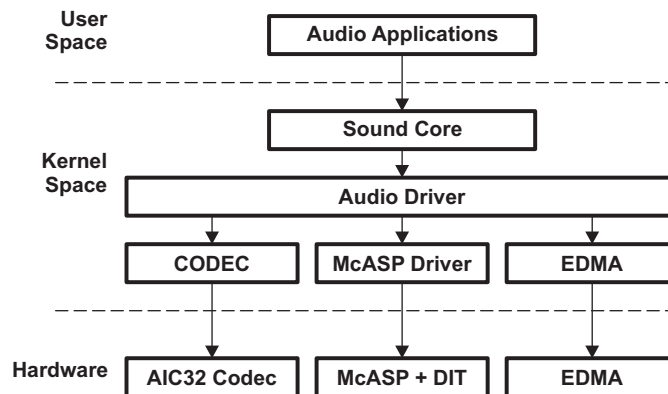 User
Space
Audio Applications
Sound Core
Kernel
Space
Audio Driver
CODEC
McASP Driver
EDMA
Hardware
AIC32 Codec
McASP + DIT
EDMA